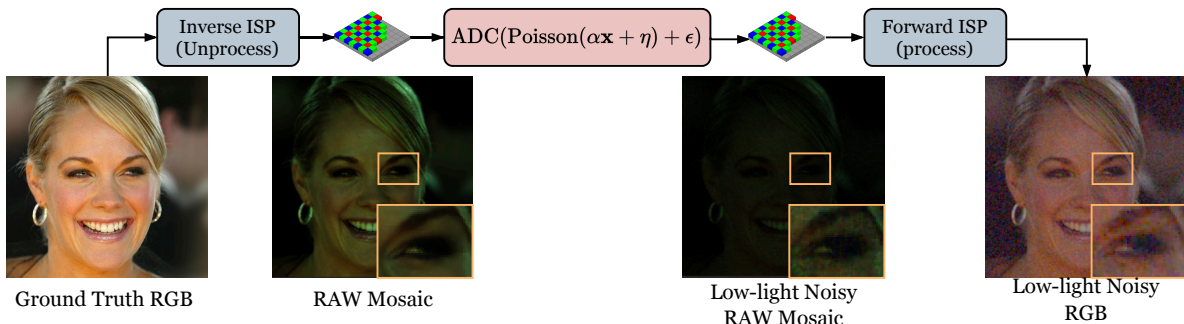 Inverse ISP
(Unprocess)
ADC(Poisson(αx + η) + ϵ)
Forward ISP
(process)
Ground Truth RGB
RAW Mosaic
Low-light Noisy
RAW Mosaic
Low-light Noisy
RGB